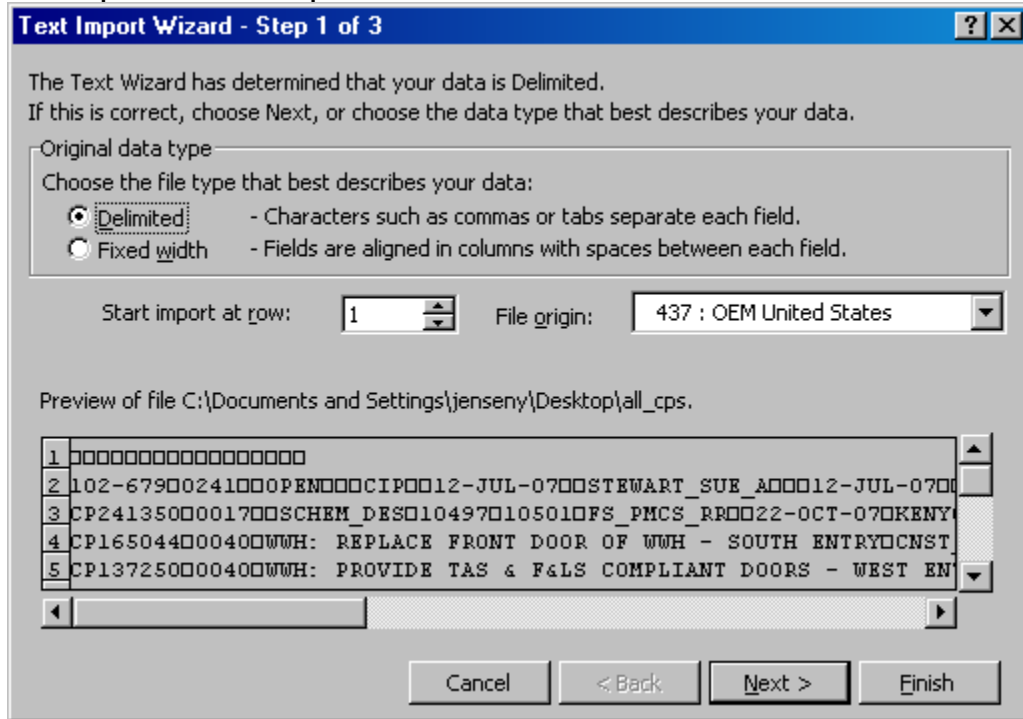 Text Import Wizard - Step 1 of 3
The Text Wizard has determined that your data is Delimited.
If this is correct, choose Next, or choose the data type that best describes your data.
Original data type
Choose the file type that best describes your data:
Delimited - Characters such as commas or tabs separate each field.
Fixed width - Fields are aligned in columns with spaces between each field.
Start import at row: 1 File origin: 437 : OEM United States
Preview of file C:\Documents and Settings\jenseny\Desktop\all_cps.
1 □□□□□□□□□□□□□□□□□
2 102-679□0241□□OPEN□□□CIP□□12-JUL-07□□STEWART_SUE_A□□□12-JUL-07□
3 CP241350□0017□□SCHEM_DES□10497□10501□FS_PMCS_RR□□22-OCT-07□KENY
4 CP165044□0040□WWH: REPLACE FRONT DOOR OF WWH - SOUTH ENTRY□CNST_
5 CP137250□0040□WWH: PROVIDE TAS & F&LS COMPLIANT DOORS - WEST EN
Cancel < Back Next > Finish